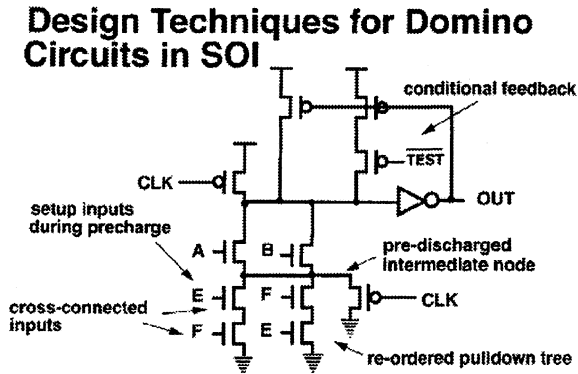 Design Techniques for Domino
Circuits in SOI
conditional feedback
TEST
CLK
OUT
setup inputs
during precharge
A
B
pre-discharged
intermediate node
E
F
CLK
cross-connected
inputs
F
E
re-ordered pulldown tree